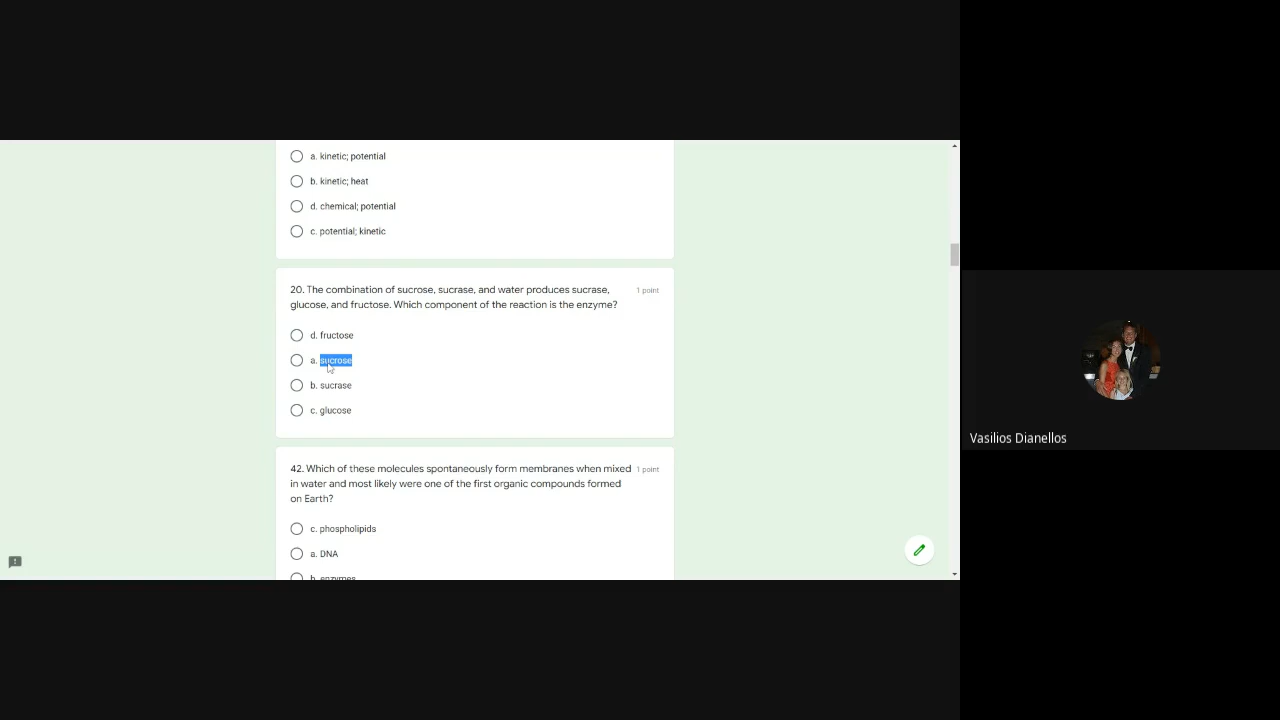 a. kinetic; potential
b. kinetic; heat
d. chemical; potential
c. potential; kinetic
20. The combination of sucrose, sucrase, and water produces sucrase, 1 point
glucose, and fructose. Which component of the reaction is the enzyme?
d. fructose
a. sucrose
b. sucrase
c. glucose
42. Which of these molecules spontaneously form membranes when mixed 1 point
in water and most likely were one of the first organic compounds formed
on Earth?
c. phospholipids
a. DNA
b. enzymes
Vasilios Dianellos